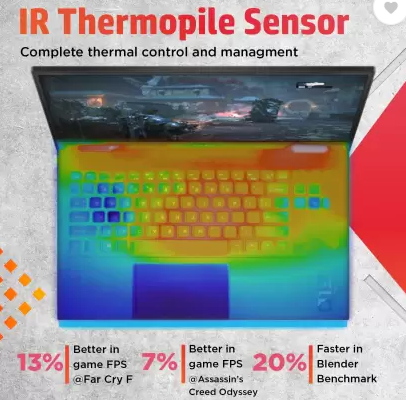 IR Thermopile Sensor
Complete thermal control and managment
13%
Better in
game FPS
@Far Cry F
7%
Better in
game FPS
@Assassin's
Creed Odyssey
20%
Faster in
Blender
Benchmark